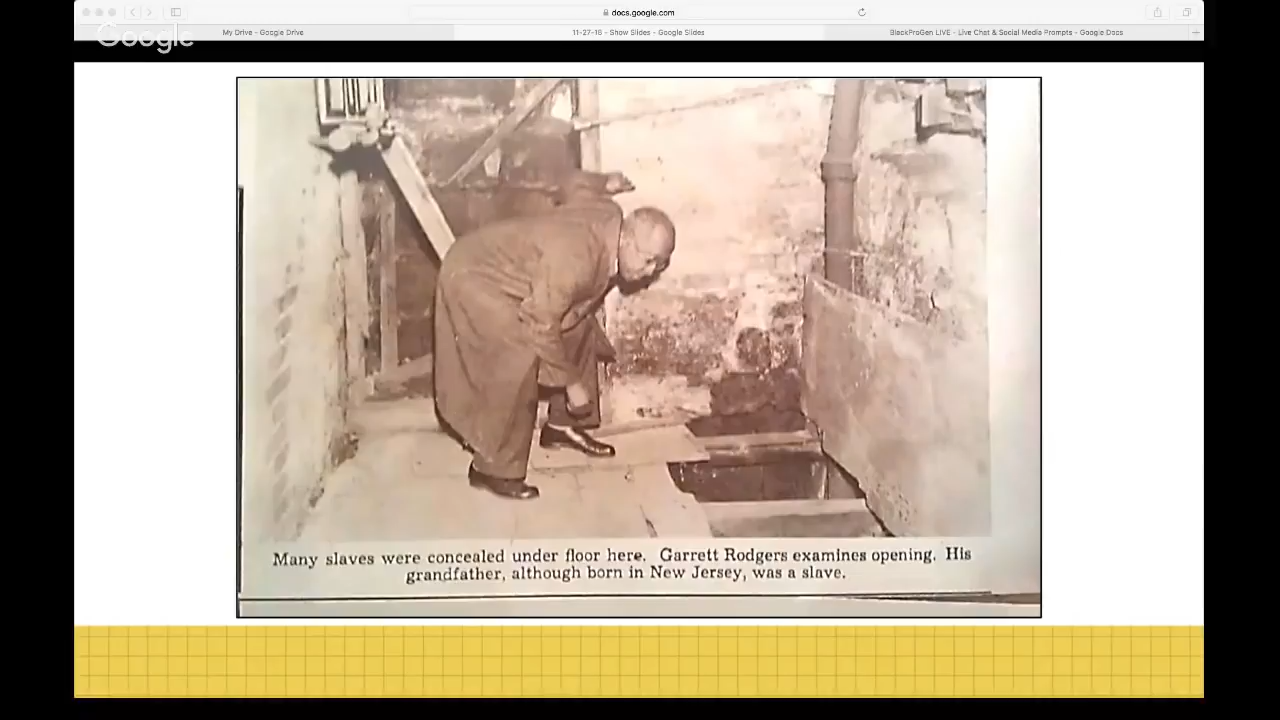 docs.google.com
Google
My Drive - Google Drive
11-27-16 - Show Slides - Google Slides
BlackProGen LIVE - Live Chat & Social Media Prompts - Google Docs
Many slaves were concealed under floor here. Garrett Rodgers examines opening. His
grandfather, although born in New Jersey, was a slave.